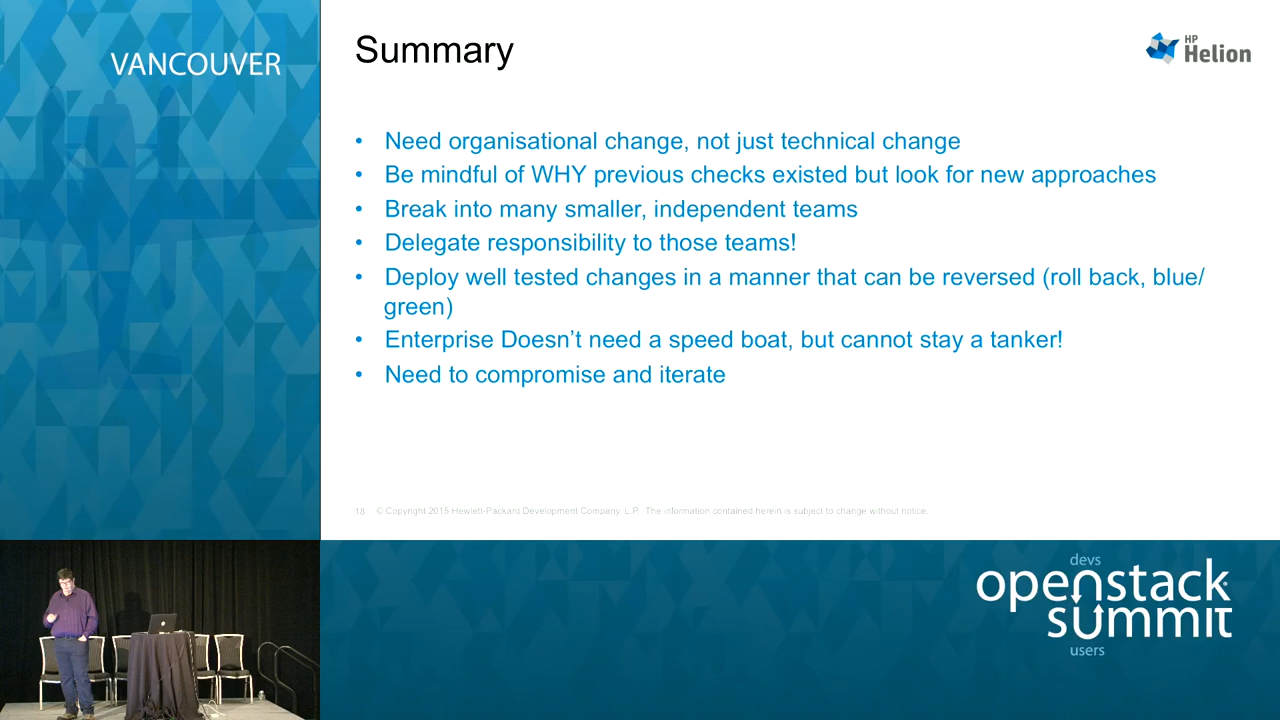 VANCOUVER
Summary
HP
Helion
• Need organisational change, not just technical change
• Be mindful of WHY previous checks existed but look for new approaches
• Break into many smaller, independent teams
• Delegate responsibility to those teams!
• Deploy well tested changes in a manner that can be reversed (roll back, blue/
green)
• Enterprise Doesn’t need a speed boat, but cannot stay a tanker!
• Need to compromise and iterate
18 © Copyright 2015 Hewlett-Packard Development Company, L.P. The information contained herein is subject to change without notice.
devs
openstack
summit
users